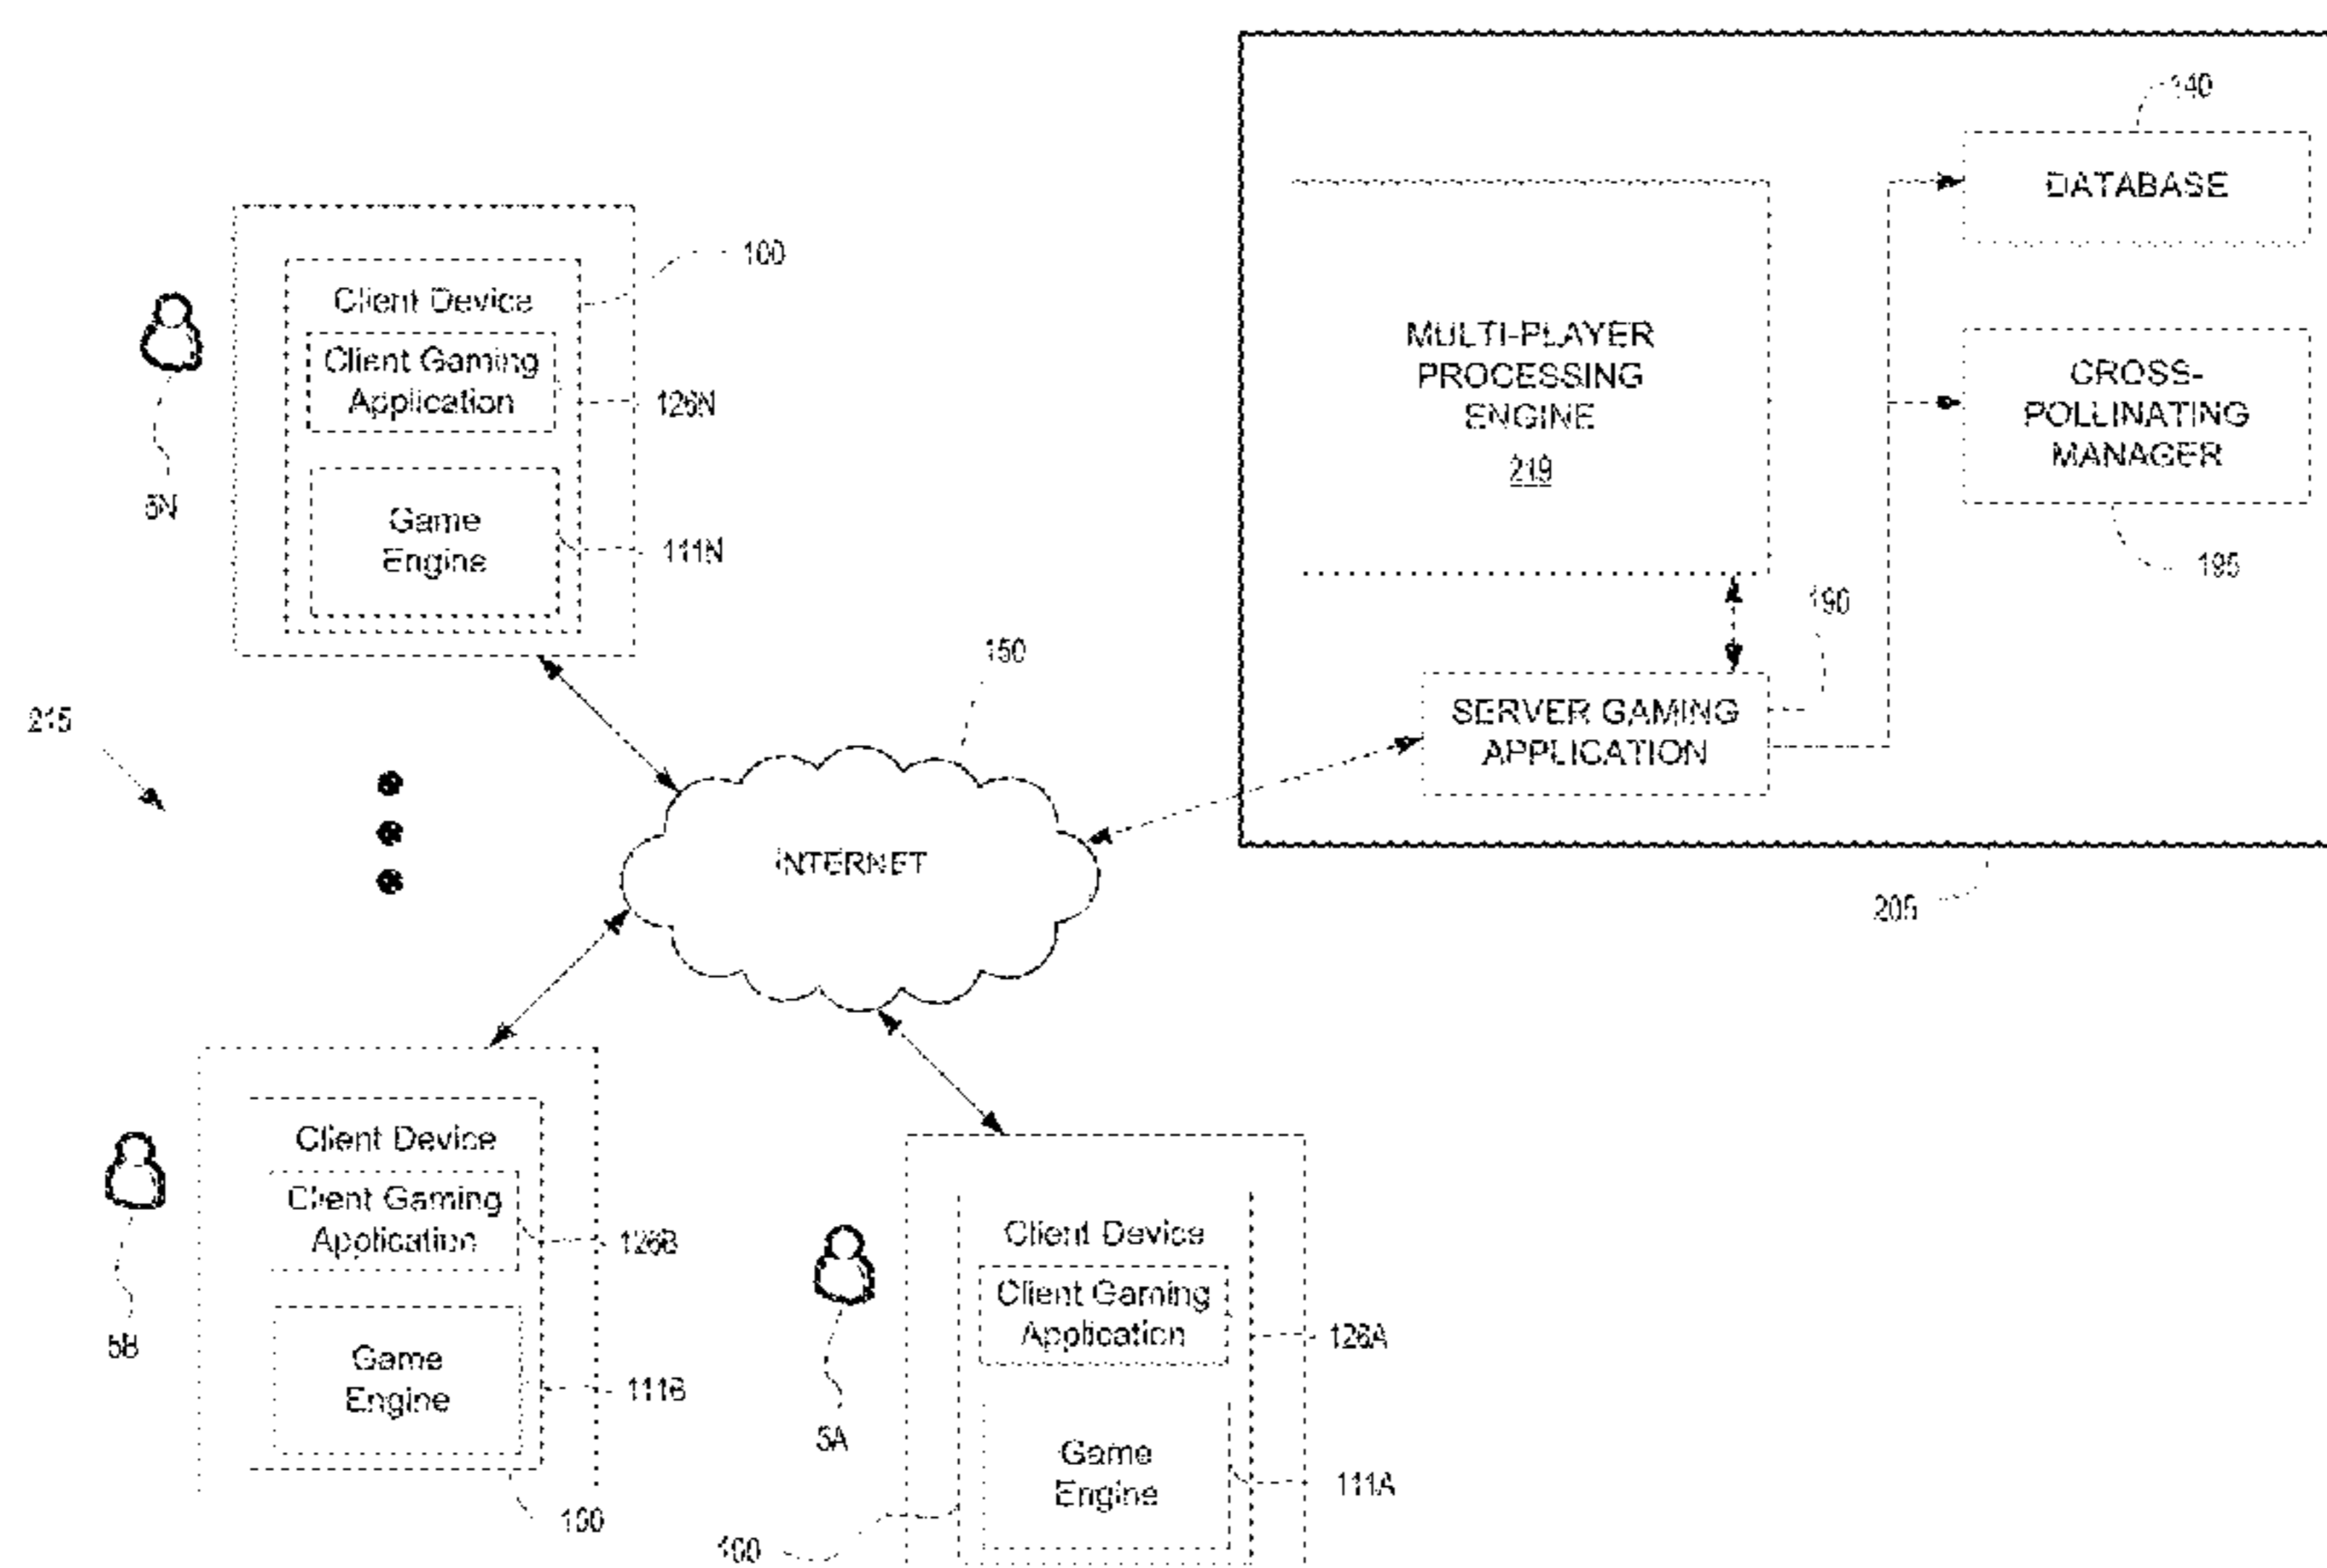 140
DATABASE
100
Client Device
MULTI-PLAYER
PROCESSING
ENGINE
219
Client Gaming
Application
126N
CROSS-
POLLINATING
MANAGER
5N
Game
Engine
111N
195
190
150
215
SERVER GAMING
APPLICATION
INTERNET
205
Client Device
Client Gaming
Application
126B
Client Device
Client Gaming
Application
126A
5B
Game
Engine
111B
5A
Game
Engine
111A
100
100